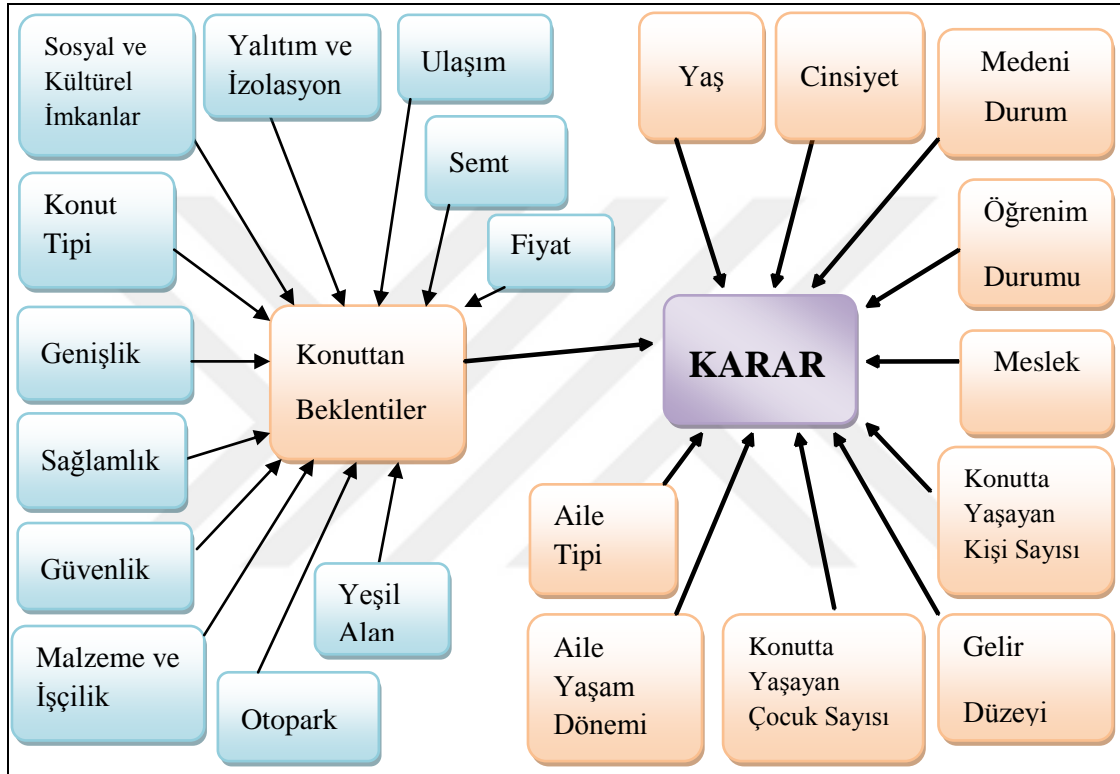 Sosyal ve
Kültürel
İmkanlar
Yalıtım ve
İzolasyon
Ulaşım
Semt
Fiyat
Konut
Tipi
Genişlik
Sağlamlık
Güvenlik
Malzeme ve
İşçilik
Otopark
Yeşil
Alan
Konuttan
Beklentiler
Yaş
Cinsiyet
Medeni
Durum
Öğrenim
Durumu
KARAR
Meslek
Konutta
Yaşayan
Kişi Sayısı
Aile
Tipi
Aile
Yaşam
Dönemi
Konutta
Yaşayan
Çocuk Sayısı
Gelir
Düzeyi